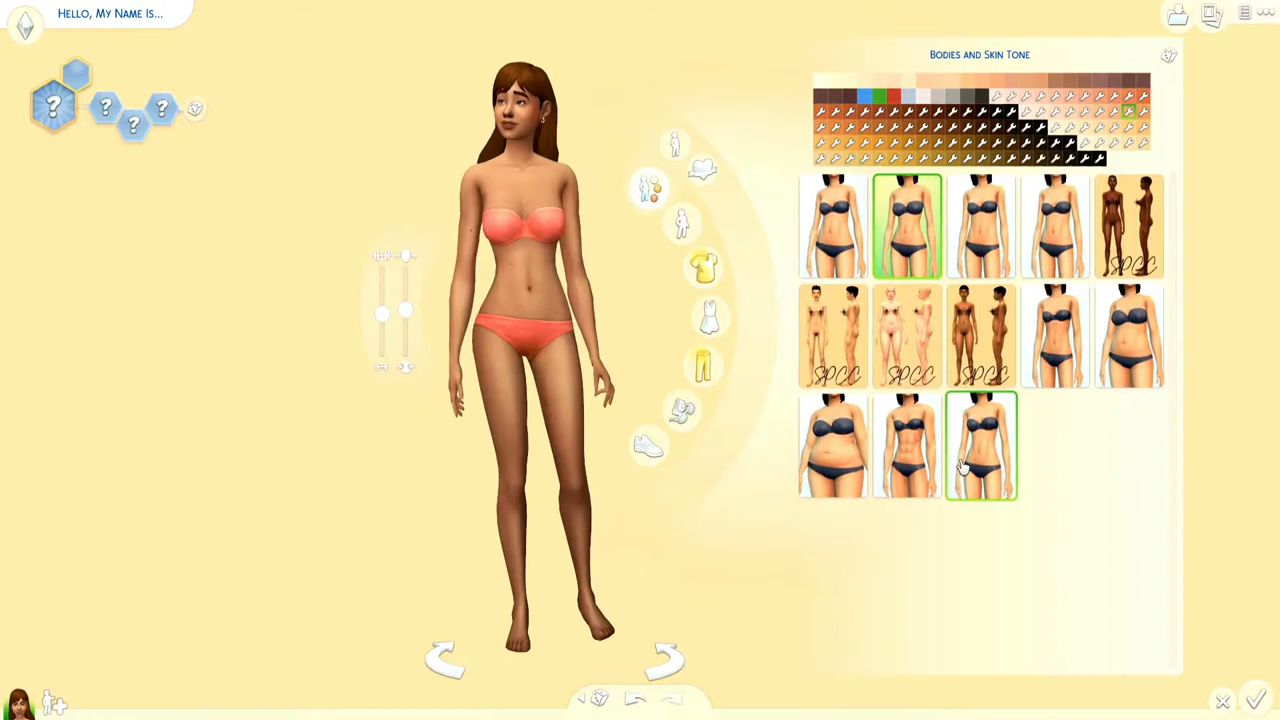 Hello, My Name Is...
Bodies and Skin Tone
SPCC
SPCC
SPCC
SPCC